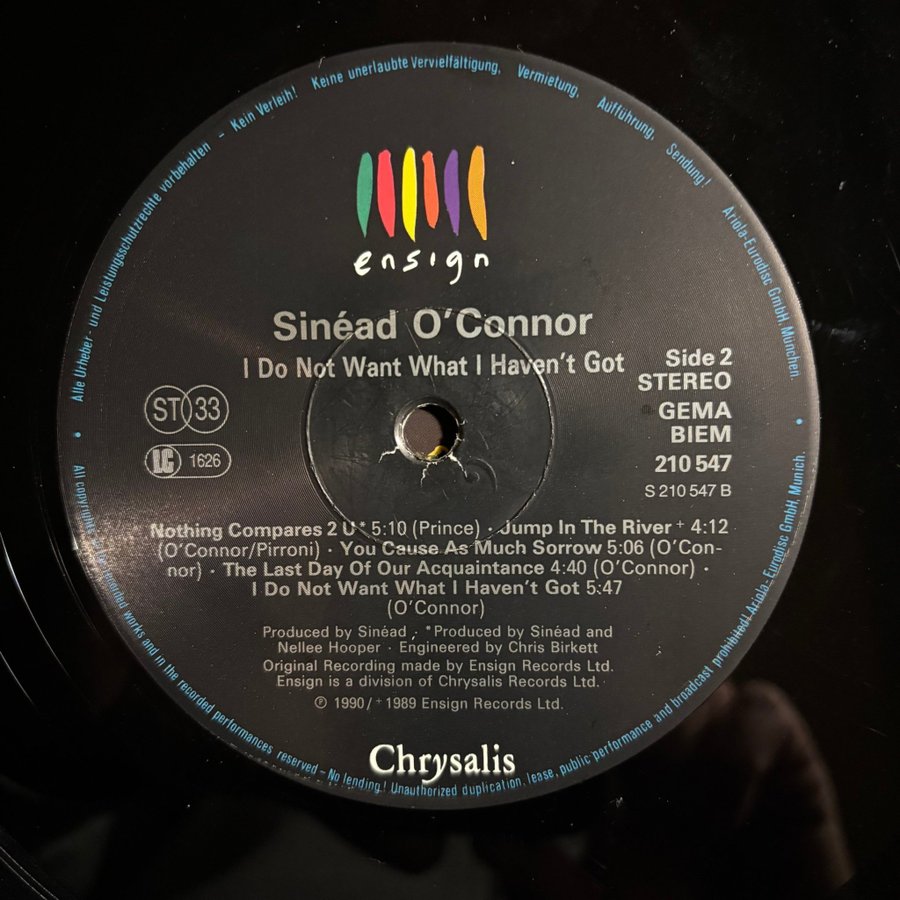 Alle Urheber- und Leistungsschutzrechte vorbehalten – Kein Verleih! Keine unerlaubte Vervielfältigung, Vermietung, Aufführung, Sendung! Ariola-Eurodisc GmbH, München.
ensign
Sinéad O'Connor
I Do Not Want What I Haven't Got
Side 2
STEREO
GEMA
BIEM
210 547
S 210 547 B
ST 33
LC 1626
Nothing Compares 2 U* 5:10 (Prince) · Jump In The River + 4:12
(O'Connor/Pirroni) · You Cause As Much Sorrow 5:06 (O'Con-
nor) · The Last Day Of Our Acquaintance 4:40 (O'Connor) ·
I Do Not Want What I Haven't Got 5:47
(O'Connor)
Produced by Sinéad , *Produced by Sinéad and
Nellee Hooper · Engineered by Chris Birkett
Original Recording made by Ensign Records Ltd.
Ensign is a division of Chrysalis Records Ltd.
℗ 1990/+1989 Ensign Records Ltd.
Chrysalis
All copyrights recorded works and in the recorded performances reserved – No lending! Unauthorized duplication, lease, public performance and broadcast prohibited! Ariola-Eurodisc GmbH, Munich.